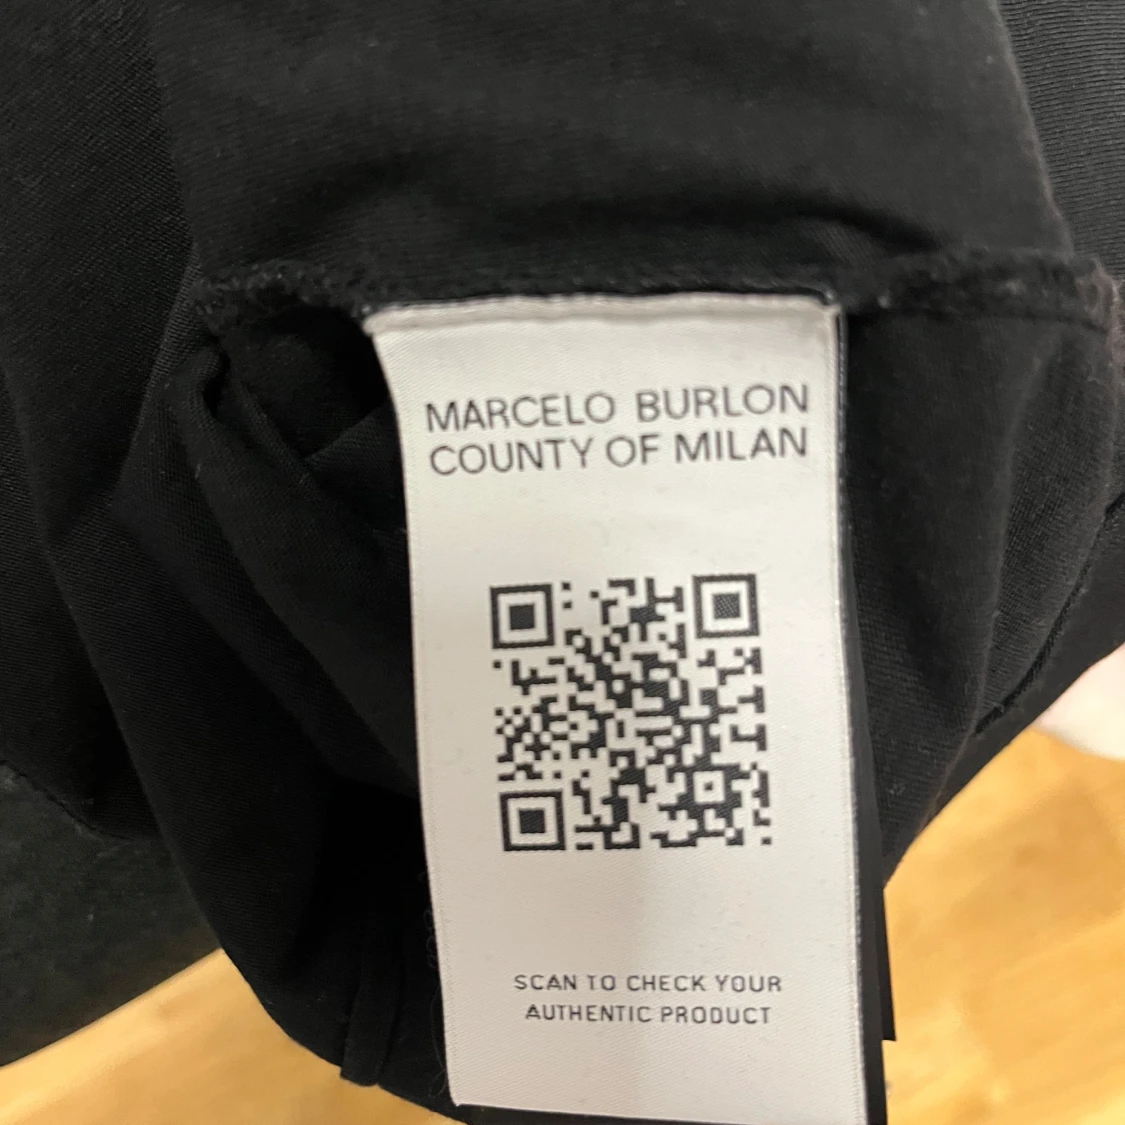 MARCELO BURLON
COUNTY OF MILAN
SCAN TO CHECK YOUR
AUTHENTIC PRODUCT